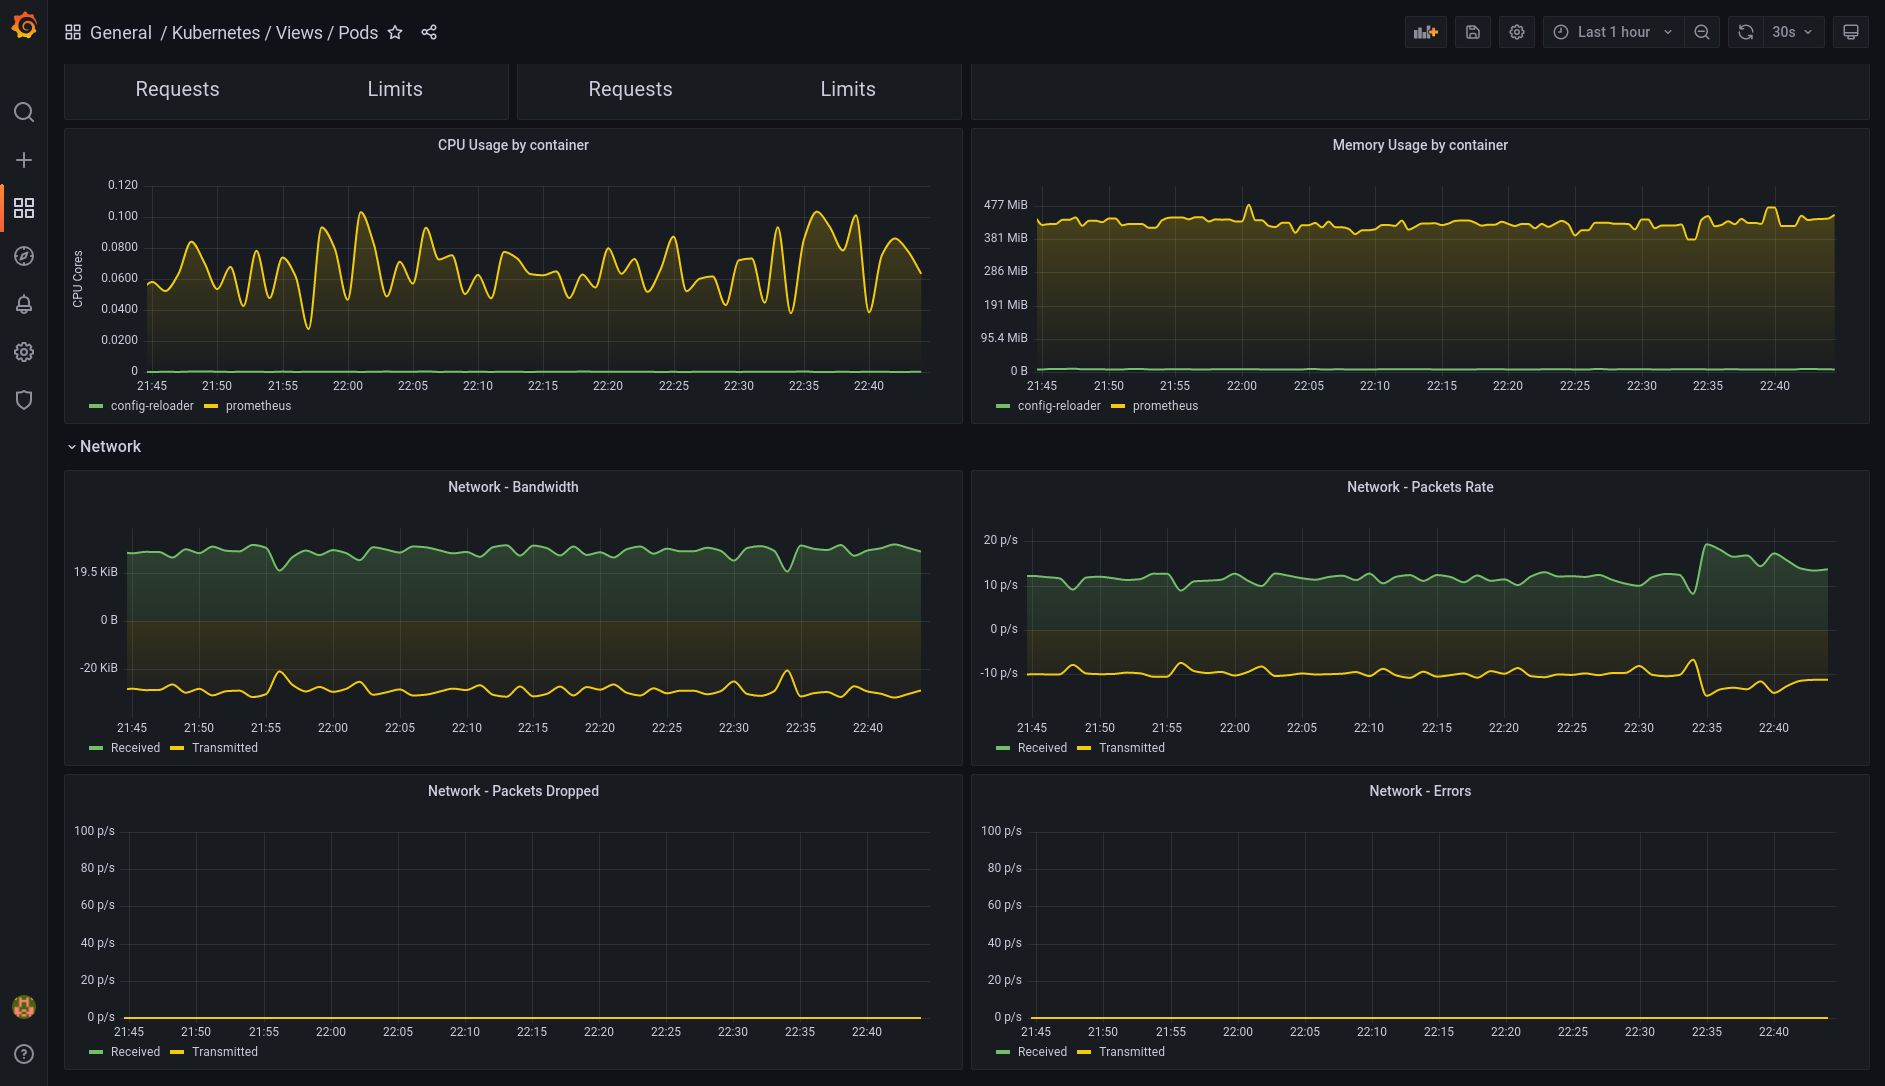 General / Kubernetes / Views / Pods
Last 1 hour
30s
Requests Limits
Requests Limits
CPU Usage by container
CPU Cores
0.120
0.100
0.0800
0.0600
0.0400
0.0200
0
21:45 21:50 21:55 22:00 22:05 22:10 22:15 22:20 22:25 22:30 22:35 22:40
config-reloader prometheus
Memory Usage by container
477 MiB
381 MiB
286 MiB
191 MiB
95.4 MiB
0 B
21:45 21:50 21:55 22:00 22:05 22:10 22:15 22:20 22:25 22:30 22:35 22:40
config-reloader prometheus
Network
Network - Bandwidth
19.5 KiB
0 B
-20 KiB
21:45 21:50 21:55 22:00 22:05 22:10 22:15 22:20 22:25 22:30 22:35 22:40
Received Transmitted
Network - Packets Rate
20 p/s
10 p/s
0 p/s
-10 p/s
21:45 21:50 21:55 22:00 22:05 22:10 22:15 22:20 22:25 22:30 22:35 22:40
Received Transmitted
Network - Packets Dropped
100 p/s
80 p/s
60 p/s
40 p/s
20 p/s
0 p/s
21:45 21:50 21:55 22:00 22:05 22:10 22:15 22:20 22:25 22:30 22:35 22:40
Received Transmitted
Network - Errors
100 p/s
80 p/s
60 p/s
40 p/s
20 p/s
0 p/s
21:45 21:50 21:55 22:00 22:05 22:10 22:15 22:20 22:25 22:30 22:35 22:40
Received Transmitted